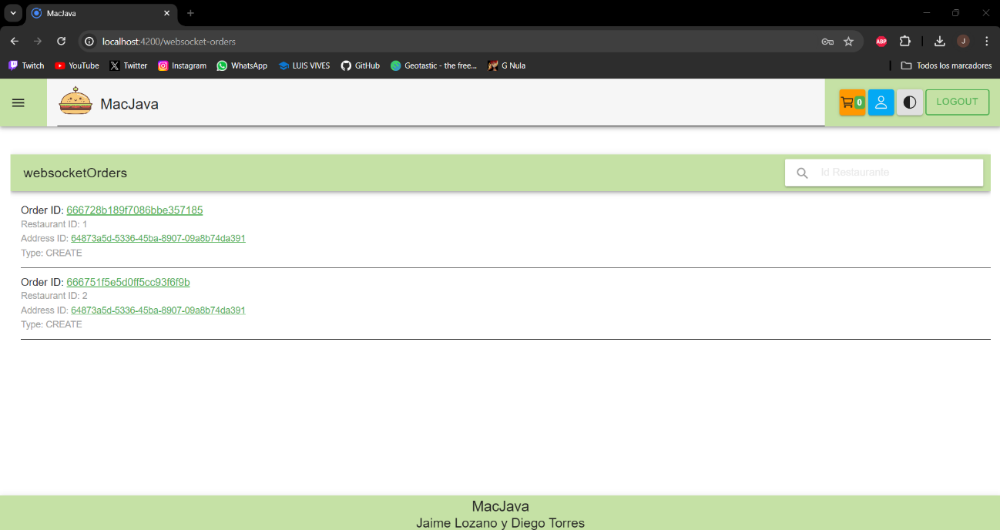 MacJava
localhost:4200/websocket-orders
ABP
J
Twitch
YouTube
Twitter
Instagram
WhatsApp
LUIS VIVES
GitHub
Geotastic - the free...
G Nula
Todos los marcadores
MacJava
0
LOGOUT
websocketOrders
Id Restaurante
Order ID: 666728b189f7086bbe357185
Restaurant ID: 1
Address ID: 64873a5d-5336-45ba-8907-09a8b74da391
Type: CREATE
Order ID: 666751f5e5d0ff5cc93f6f9b
Restaurant ID: 2
Address ID: 64873a5d-5336-45ba-8907-09a8b74da391
Type: CREATE
MacJava
Jaime Lozano y Diego Torres